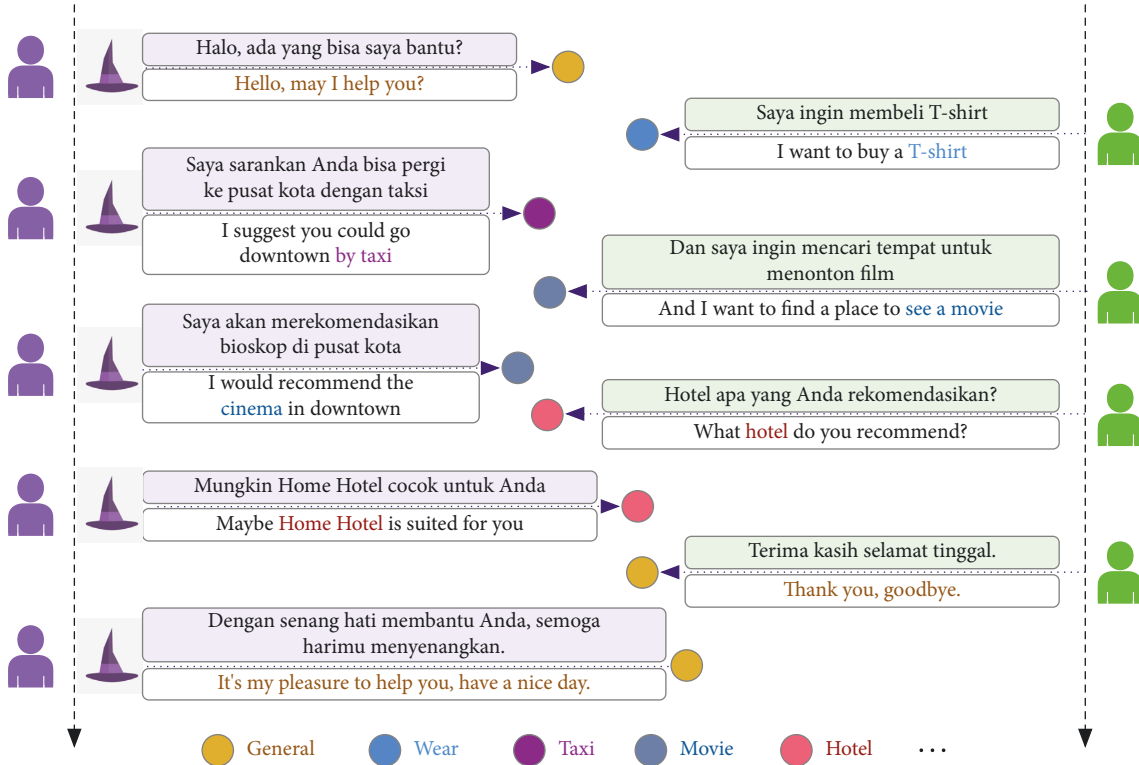 Halo, ada yang bisa saya bantu?
Hello, may I help you?
Saya ingin membeli T-shirt
I want to buy a T-shirt
Saya sarankan Anda bisa pergi
ke pusat kota dengan taksi
I suggest you could go
downtown by taxi
Dan saya ingin mencari tempat untuk
menonton film
And I want to find a place to see a movie
Saya akan merekomendasikan
bioskop di pusat kota
I would recommend the
cinema in downtown
Hotel apa yang Anda rekomendasikan?
What hotel do you recommend?
Mungkin Home Hotel cocok untuk Anda
Maybe Home Hotel is suited for you
Terima kasih selamat tinggal.
Thank you, goodbye.
Dengan senang hati membantu Anda, semoga
harimu menyenangkan.
It's my pleasure to help you, have a nice day.
General Wear Taxi Movie Hotel ...